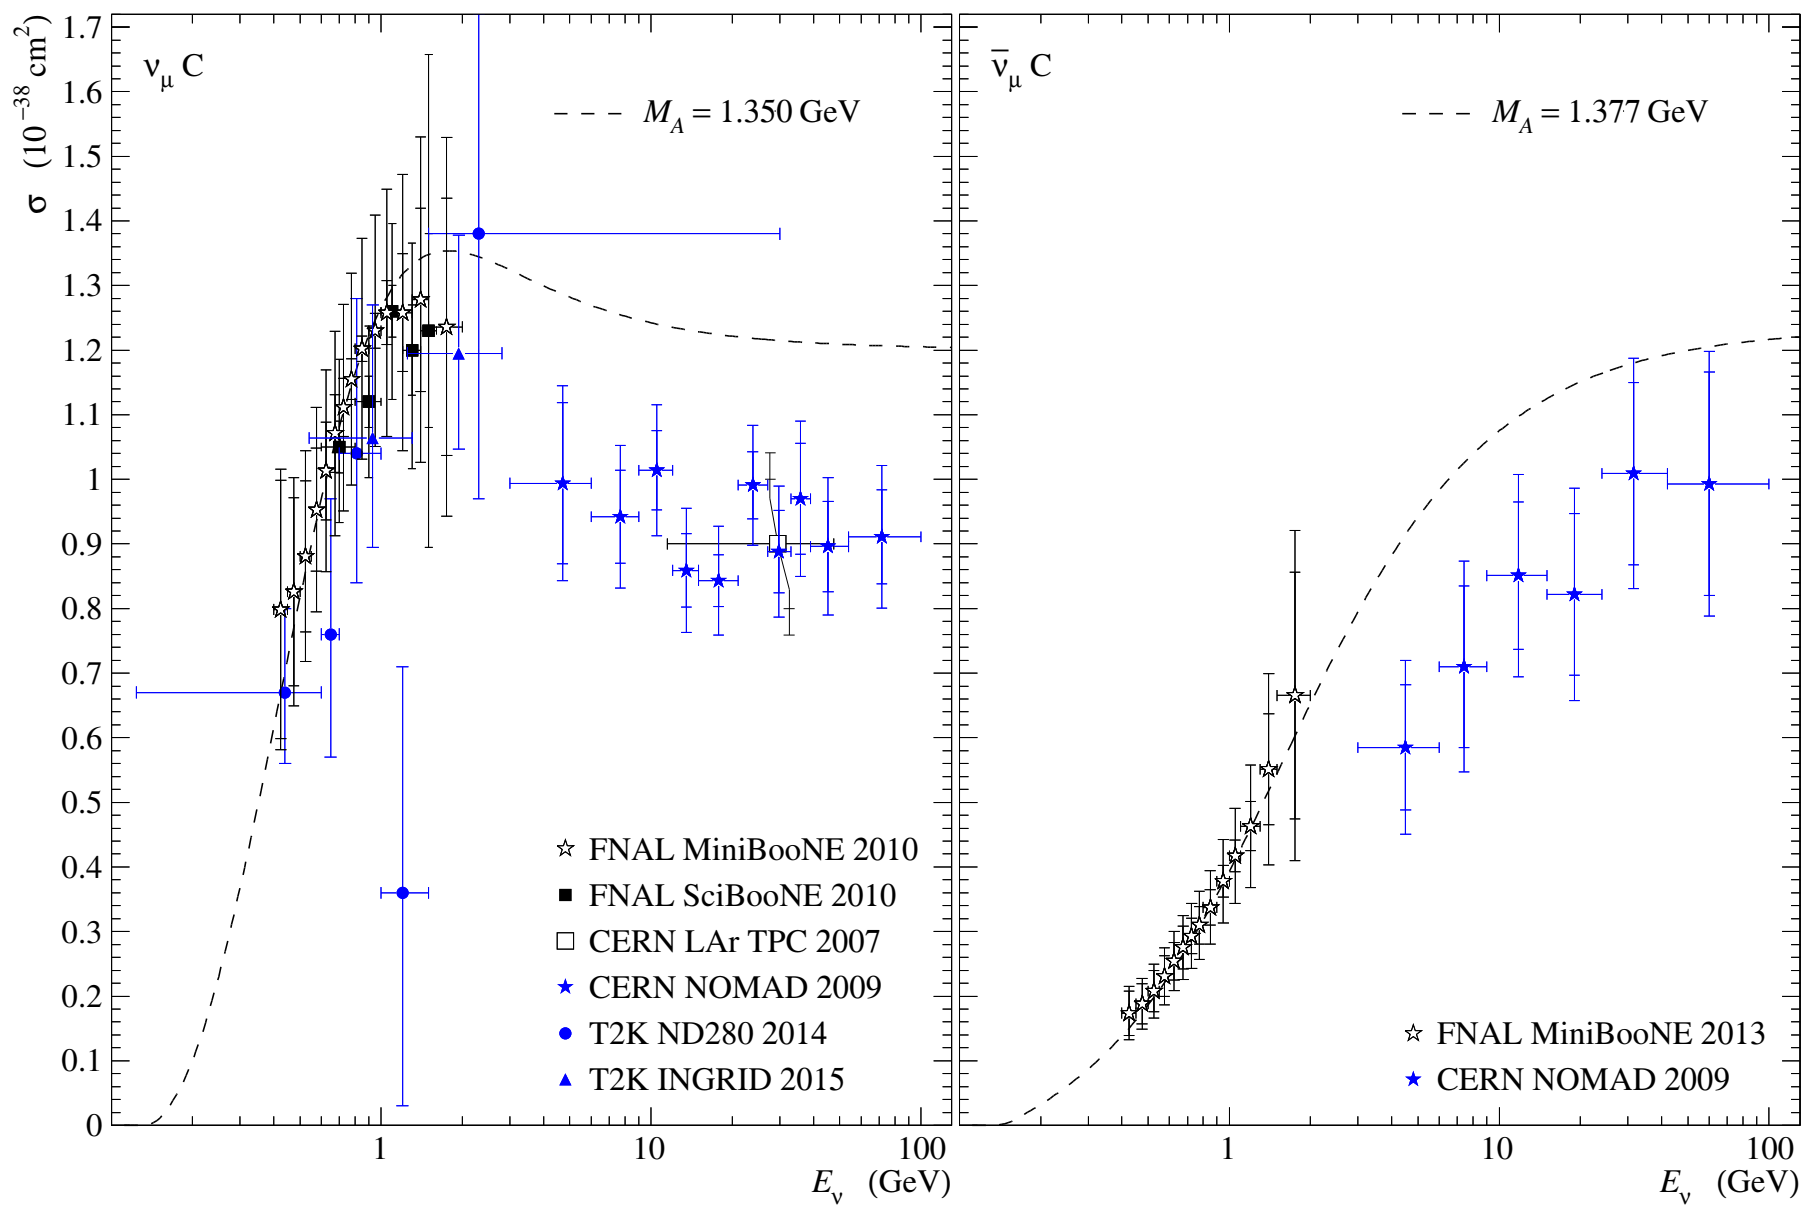 σ (10⁻³⁸ cm²)
1.7
1.6
1.5
1.4
1.3
1.2
1.1
1
0.9
0.8
0.7
0.6
0.5
0.4
0.3
0.2
0.1
0
ν_μ C
M_A = 1.350 GeV
FNAL MiniBooNE 2010
FNAL SciBooNE 2010
CERN LAr TPC 2007
CERN NOMAD 2009
T2K ND280 2014
T2K INGRID 2015
1 10 100
E_ν (GeV)
ν̅_μ C
M_A = 1.377 GeV
FNAL MiniBooNE 2013
CERN NOMAD 2009
1 10 100
E_ν (GeV)